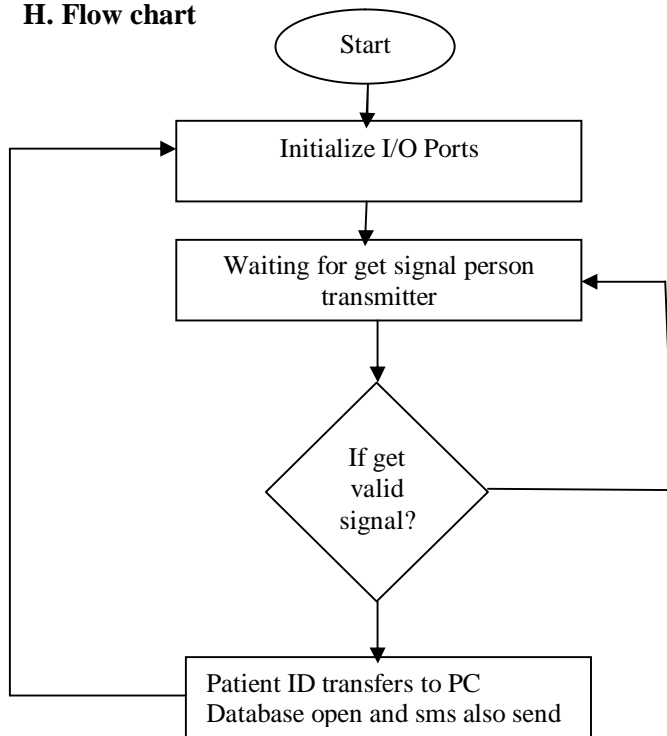 H. Flow chart
Start
Initialize I/O Ports
Waiting for get signal person
transmitter
If get
valid
signal?
Patient ID transfers to PC
Database open and sms also send